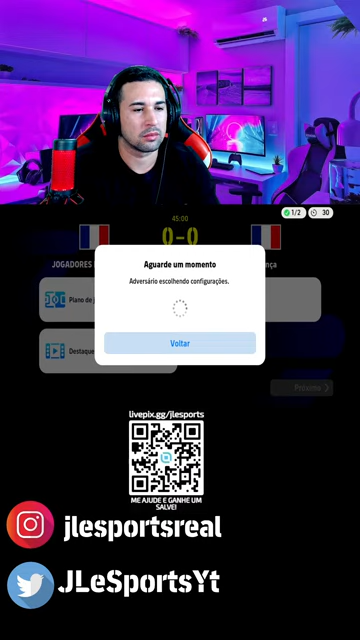 1/2
30
45:00
0-0
JOGADORES
nça
Aguarde um momento
Adversário escolhendo configurações.
Plano de j
Voltar
Destaque
Próximo
livepix.gg/jlesports
ME AJUDE E GANHE UM
SALVE!
jlesportsreal
JLeSportsYt